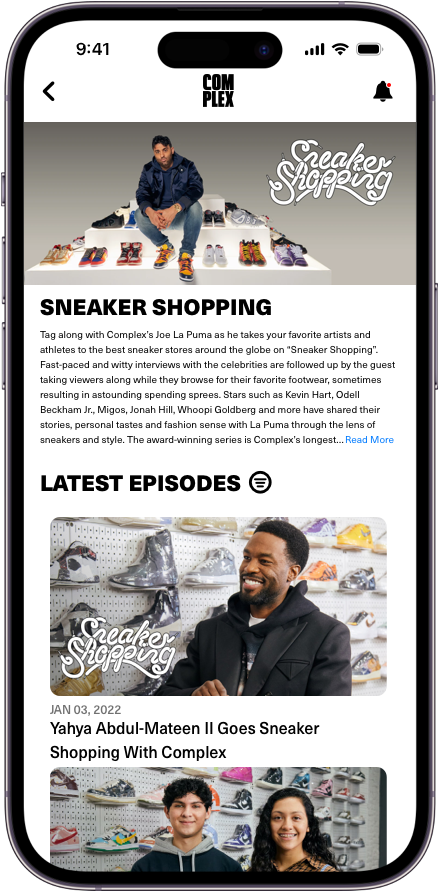 9:41
COM
PLEX
Sneaker
Shopping
SNEAKER SHOPPING
Tag along with Complex's Joe La Puma as he takes your favorite artists and
athletes to the best sneaker stores around the globe on “Sneaker Shopping”.
Fast-paced and witty interviews with the celebrities are followed up by the guest
taking viewers along while they browse for their favorite footwear, sometimes
resulting in astounding spending sprees. Stars such as Kevin Hart, Odell
Beckham Jr., Migos, Jonah Hill, Whoopi Goldberg and more have shared their
stories, personal tastes and fashion sense with La Puma through the lens of
sneakers and style. The award-winning series is Complex's longest... Read More
LATEST EPISODES
Sneaker
Shopping
JAN 03, 2022
Yahya Abdul-Mateen II Goes Sneaker
Shopping With Complex